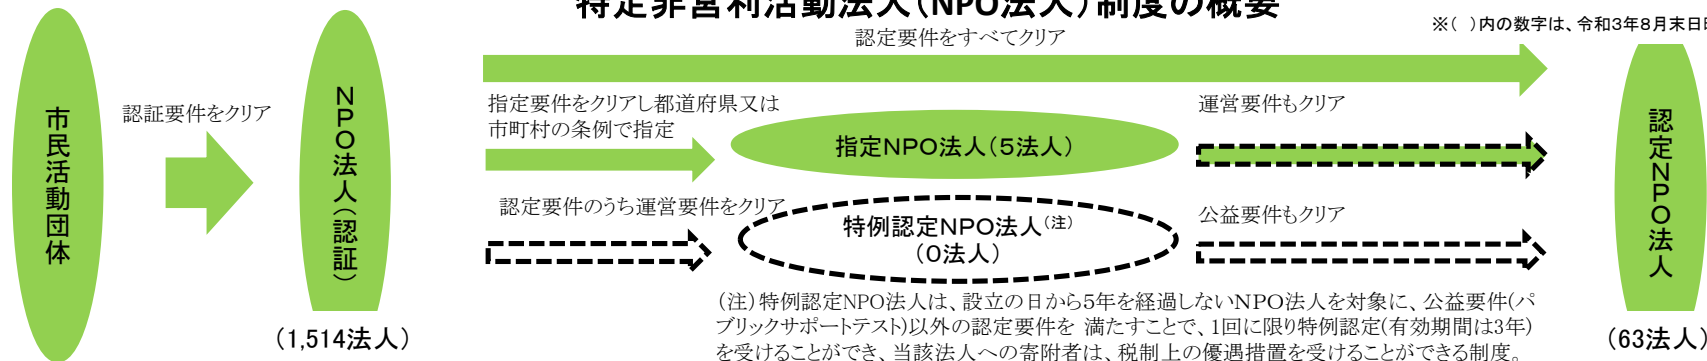 特定非営利活動法人(NPO法人)制度の概要
※( )内の数字は、令和3年8月末日
認定要件をすべてクリア
市民活動団体
認証要件をクリア
NPO法人(認証)
(1,514法人)
指定要件をクリアし都道府県又は
市町村の条例で指定
指定NPO法人(5法人)
運営要件もクリア
認定要件のうち運営要件をクリア
特例認定NPO法人(注)
(0法人)
公益要件もクリア
認定NPO法人
(63法人)
(注)特例認定NPO法人は、設立の日から5年を経過しないNPO法人を対象に、公益要件(パ
ブリックサポートテスト)以外の認定要件を 満たすことで、1回に限り特例認定(有効期間は3年)
を受けることができ、当該法人への寄附者は、税制上の優遇措置を受けることができる制度。